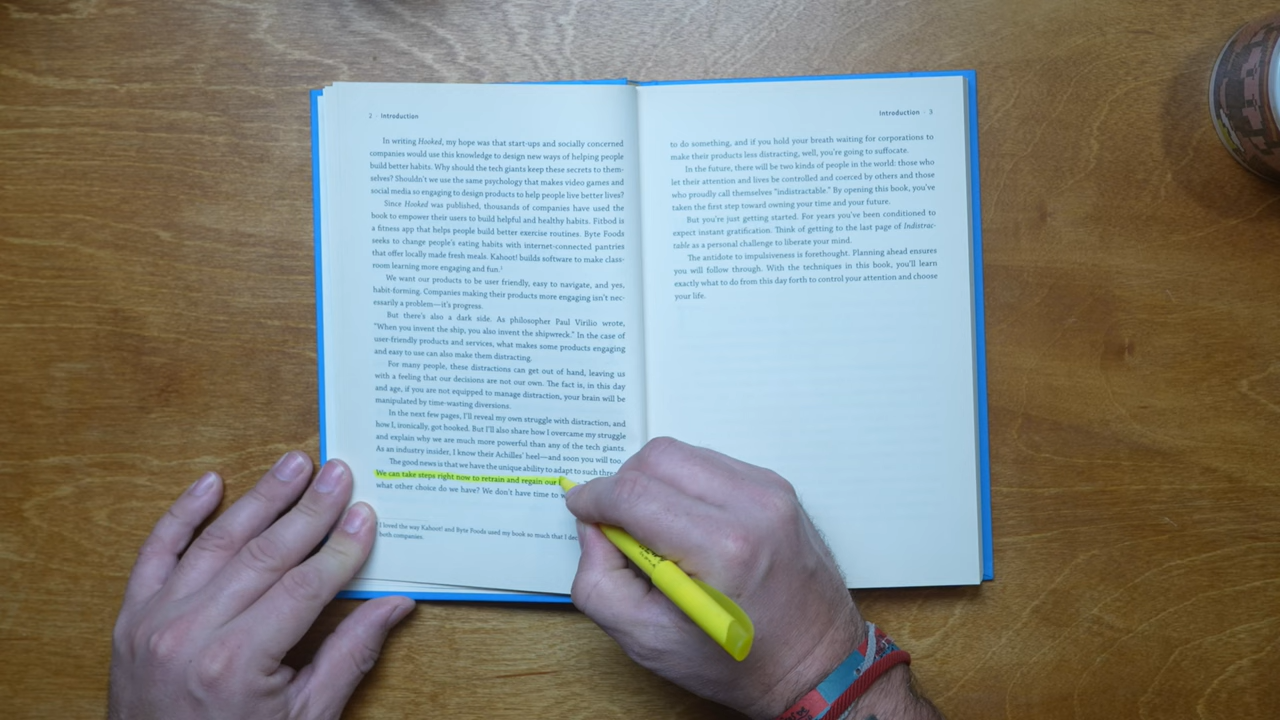 2 · Introduction
In writing Hooked, my hope was that start-ups and socially concerned
companies would use this knowledge to design new ways of helping people
build better habits. Why should the tech giants keep these secrets to them-
selves? Shouldn't we use the same psychology that makes video games and
social media so engaging to design products to help people live better lives?
Since Hooked was published, thousands of companies have used the
book to empower their users to build helpful and healthy habits. Fitbod is
a fitness app that helps people build better exercise routines. Byte Foods
seeks to change people's eating habits with internet-connected pantries
that offer locally made fresh meals. Kahoot! builds software to make class-
room learning more engaging and fun.¹
We want our products to be user friendly, easy to navigate, and yes,
habit-forming. Companies making their products more engaging isn't nec-
essarily a problem—it's progress.
But there's also a dark side. As philosopher Paul Virilio wrote,
"When you invent the ship, you also invent the shipwreck." In the case of
user-friendly products and services, what makes some products engaging
and easy to use can also make them distracting.
For many people, these distractions can get out of hand, leaving us
with a feeling that our decisions are not our own. The fact is, in this day
and age, if you are not equipped to manage distraction, your brain will be
manipulated by time-wasting diversions.
In the next few pages, I'll reveal my own struggle with distraction, and
how I, ironically, got hooked. But I'll also share how I overcame my struggle
and explain why we are much more powerful than any of the tech giants.
As an industry insider, I know their Achilles' heel—and soon you will too.
The good news is that we have the unique ability to adapt to such
We can take steps right now to retrain and regain our
what other choice do we have? We don't have time to
I loved the way Kahoot! and Byte Foods used my book so much that I
both companies.
Introduction · 3
to do something, and if you hold your breath waiting for corporations to
make their products less distracting, well, you're going to suffocate.
In the future, there will be two kinds of people in the world: those who
let their attention and lives be controlled and coerced by others and those
who proudly call themselves "indistractable." By opening this book, you've
taken the first step toward owning your time and your future.
But you're just getting started. For years you've been conditioned to
expect instant gratification. Think of getting to the last page of Indistrac-
table as a personal challenge to liberate your mind.
The antidote to impulsiveness is forethought. Planning ahead ensures
you will follow through. With the techniques in this book, you'll learn
exactly what to do from this day forth to control your attention and choose
your life.